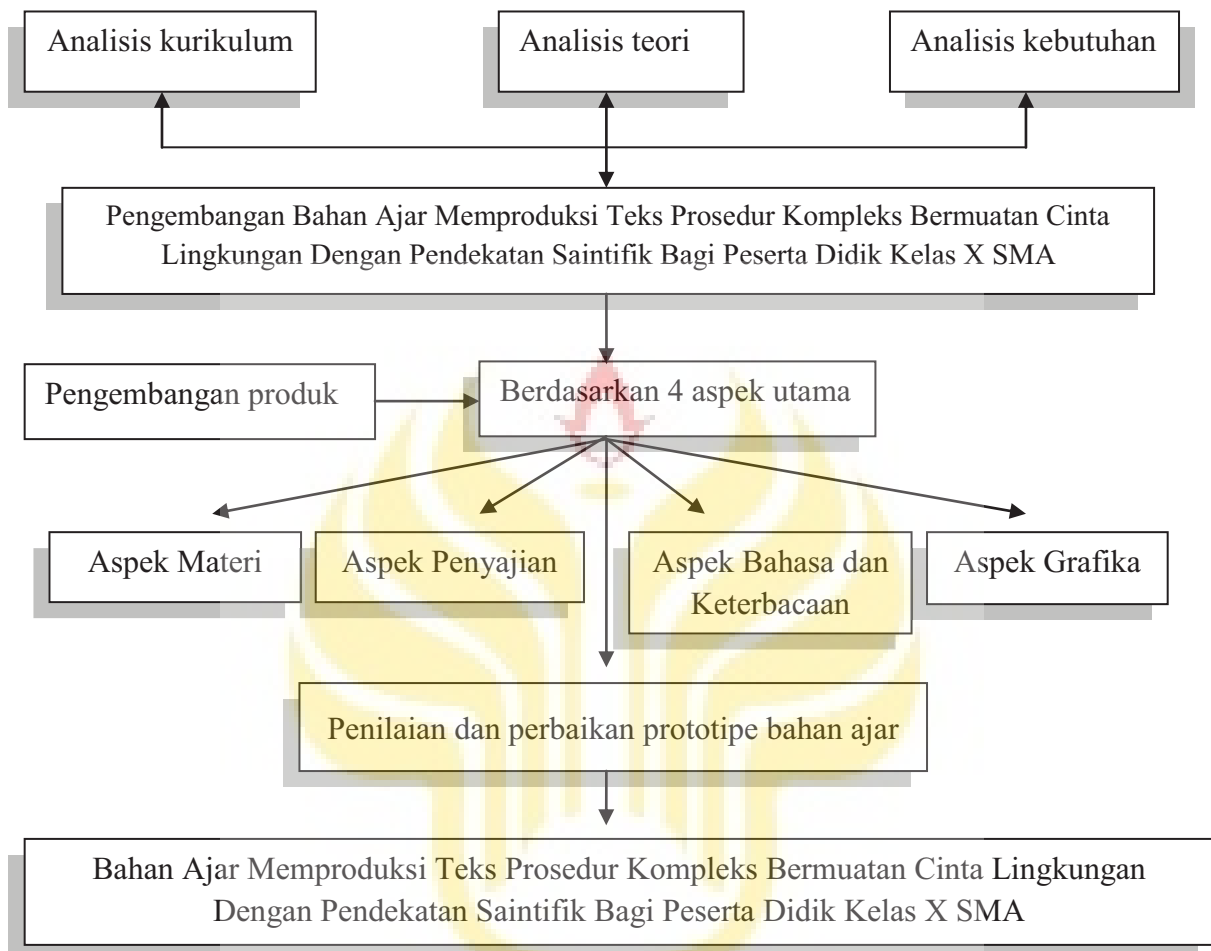 Analisis kurikulum
Analisis teori
Analisis kebutuhan
Pengembangan Bahan Ajar Memproduksi Teks Prosedur Kompleks Bermuatan Cinta
Lingkungan Dengan Pendekatan Saintifik Bagi Peserta Didik Kelas X SMA
Pengembangan produk
Berdasarkan 4 aspek utama
Aspek Materi
Aspek Penyajian
Aspek Bahasa dan
Keterbacaan
Aspek Grafika
Penilaian dan perbaikan prototipe bahan ajar
Bahan Ajar Memproduksi Teks Prosedur Kompleks Bermuatan Cinta Lingkungan
Dengan Pendekatan Saintifik Bagi Peserta Didik Kelas X SMA